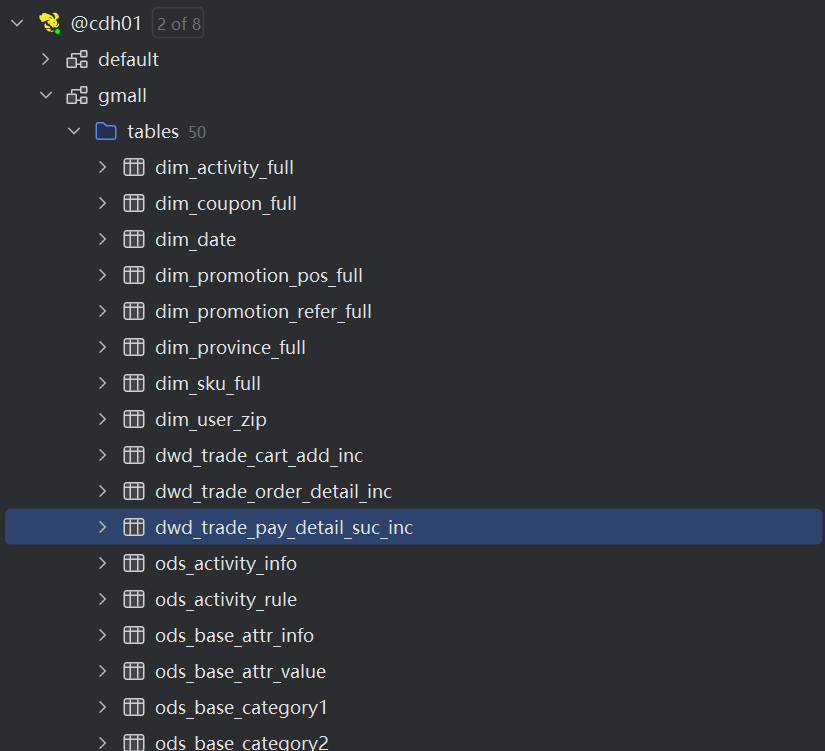 @cdh01 2 of 8
default
gmall
tables 50
dim_activity_full
dim_coupon_full
dim_date
dim_promotion_pos_full
dim_promotion_refer_full
dim_province_full
dim_sku_full
dim_user_zip
dwd_trade_cart_add_inc
dwd_trade_order_detail_inc
dwd_trade_pay_detail_suc_inc
ods_activity_info
ods_activity_rule
ods_base_attr_info
ods_base_attr_value
ods_base_category1
ods_base_category2